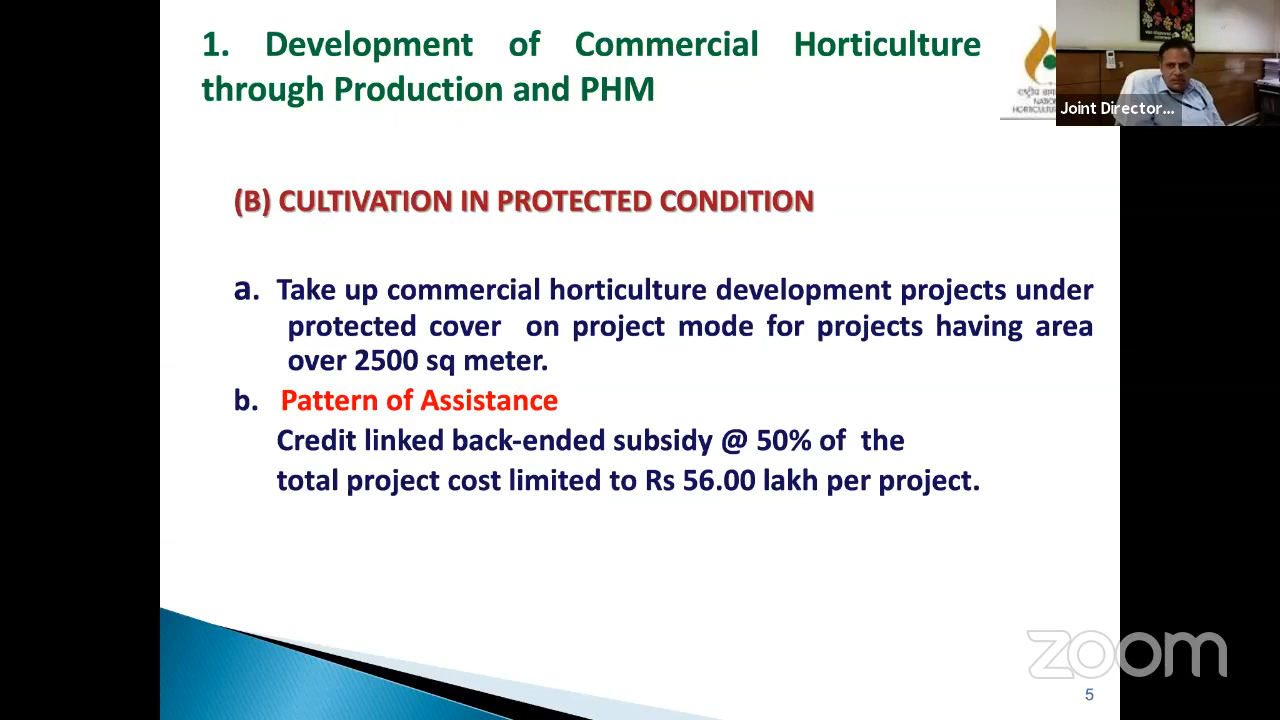 1. Development of Commercial Horticulture
through Production and PHM
राष्ट्रीय
Joint Director...
(B) CULTIVATION IN PROTECTED CONDITION
a. Take up commercial horticulture development projects under
protected cover on project mode for projects having area
over 2500 sq meter.
b. Pattern of Assistance
Credit linked back-ended subsidy @ 50% of the
total project cost limited to Rs 56.00 lakh per project.
zoom
5